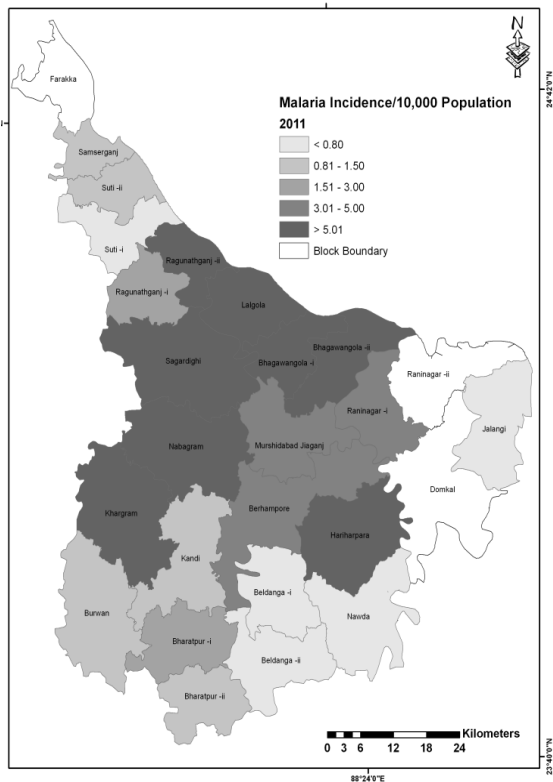 N
24°42'0"N
Malaria Incidence/10,000 Population
2011
< 0.80
0.81 - 1.50
1.51 - 3.00
3.01 - 5.00
> 5.01
Block Boundary
Farakka
Samserganj
Suti -ii
Suti -i
Ragunathganj -ii
Ragunathganj -i
Lalgola
Bhagawangola -ii
Sagardighi
Bhagawangola -i
Raninagar -ii
Raninagar -i
Jalangi
Murshidabad Jiaganj
Nabagram
Domkal
Khargram
Berhampore
Hariharpara
Kandi
Beldanga -i
Burwan
Nawda
Bharatpur -i
Beldanga -ii
Bharatpur -ii
Kilometers
0 3 6 12 18 24
23°40'0"N
88°24'0"E